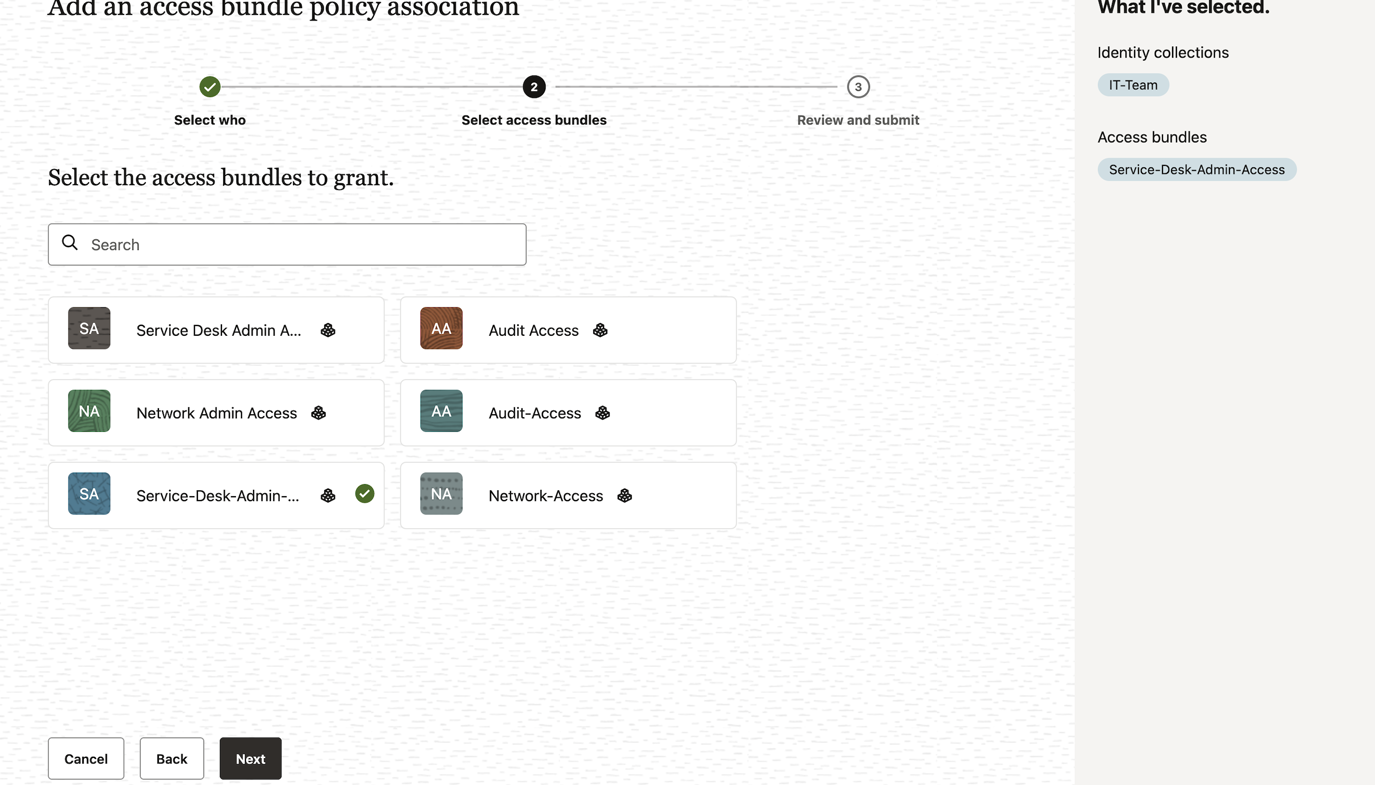 Add an access bundle policy association
2
3
Select who
Select access bundles
Review and submit
Select the access bundles to grant.
Search
SA
Service Desk Admin A...
AA
Audit Access
NA
Network Admin Access
AA
Audit-Access
SA
Service-Desk-Admin-...
NA
Network-Access
Cancel
Back
Next
What I've selected.
Identity collections
IT-Team
Access bundles
Service-Desk-Admin-Access